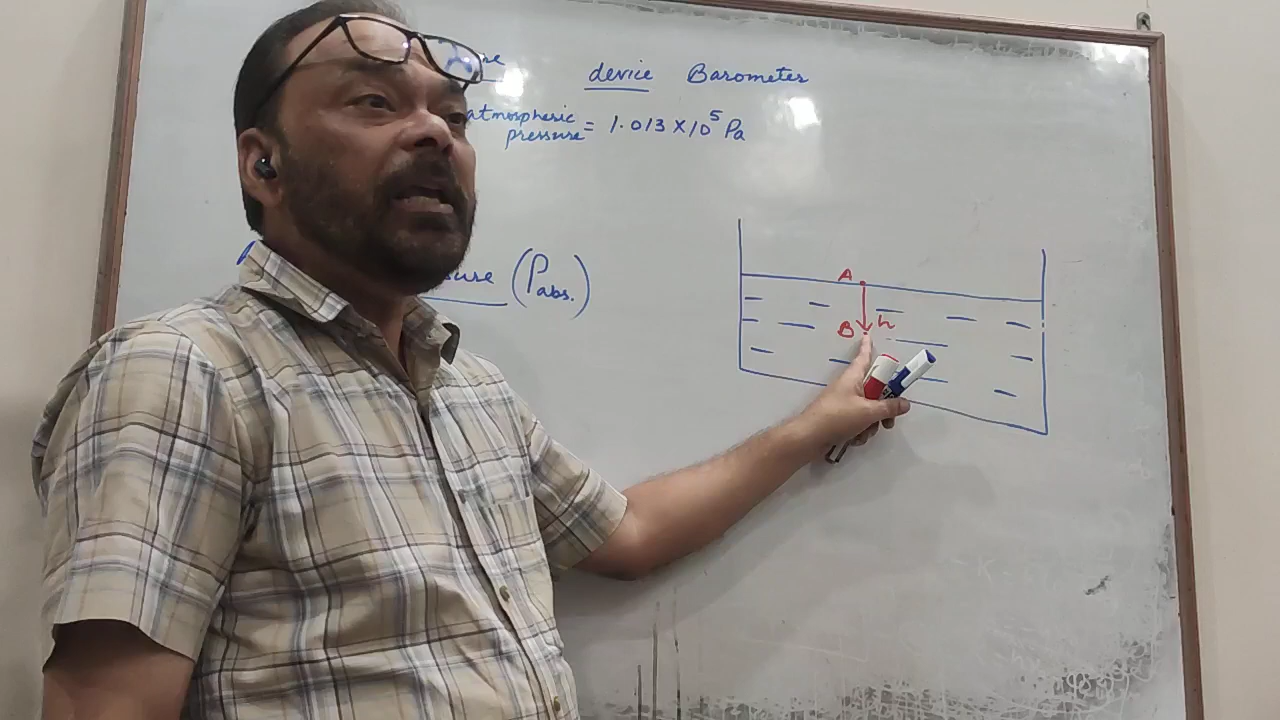 device Barometer
atmospheric
pressure = 1.013 × 10⁵ Pa
(Pabs.)
A
B h